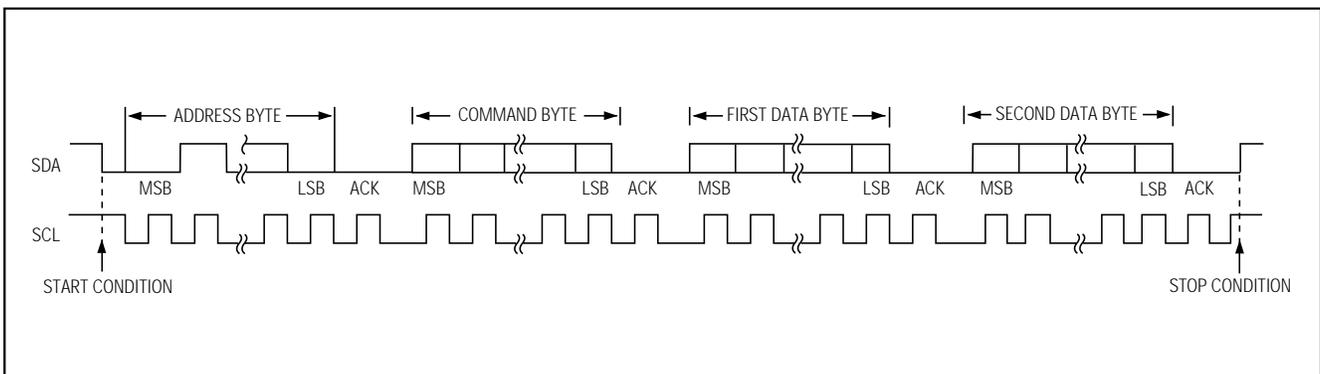 ADDRESS BYTE COMMAND BYTE FIRST DATA BYTE SECOND DATA BYTE
SDA
MSB LSB ACK MSB LSB ACK MSB LSB ACK MSB LSB ACK
SCL
START CONDITION STOP CONDITION